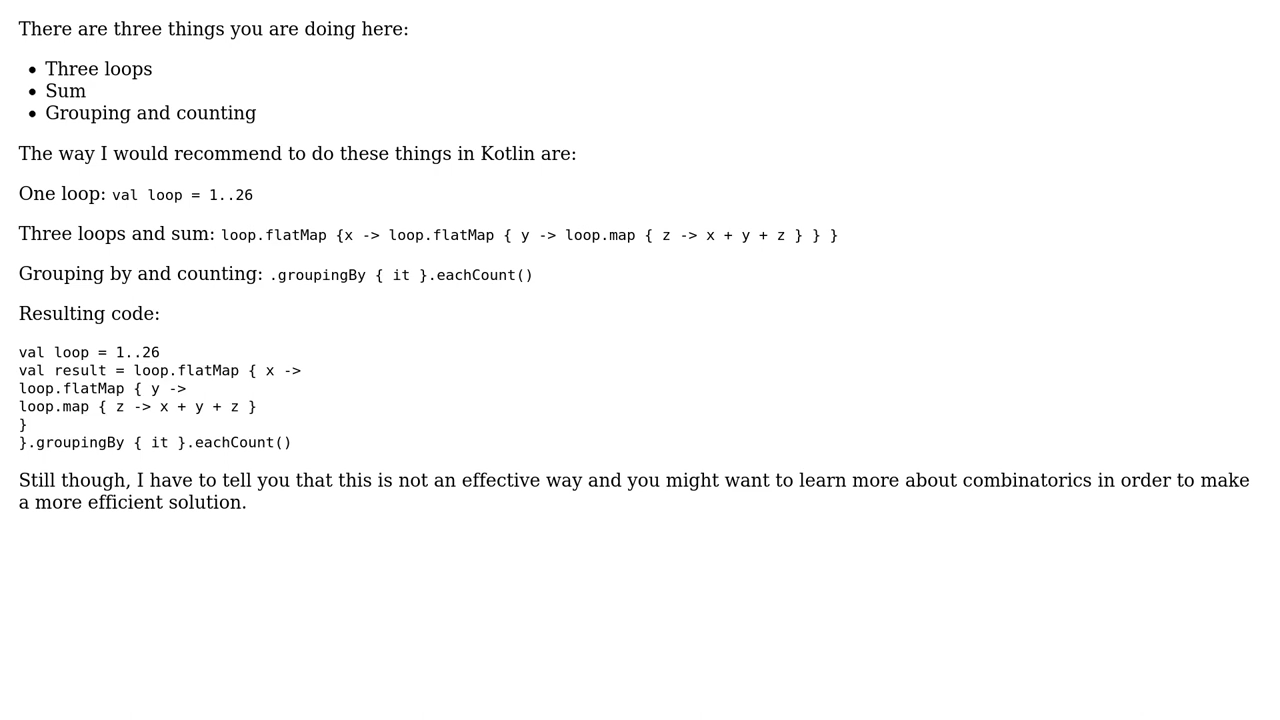 There are three things you are doing here:
• Three loops
• Sum
• Grouping and counting
The way I would recommend to do these things in Kotlin are:
One loop: val loop = 1..26
Three loops and sum: loop.flatMap {x -> loop.flatMap { y -> loop.map { z -> x + y + z } } }
Grouping by and counting: .groupingBy { it }.eachCount()
Resulting code:
val loop = 1..26
val result = loop.flatMap { x ->
loop.flatMap { y ->
loop.map { z -> x + y + z }
}
}.groupingBy { it }.eachCount()
Still though, I have to tell you that this is not an effective way and you might want to learn more about combinatorics in order to make
a more efficient solution.